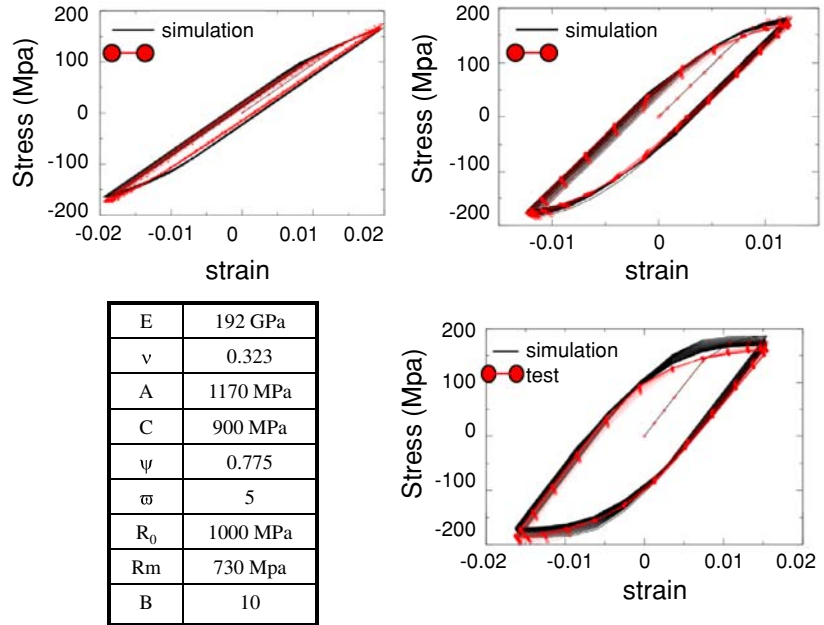 200
100
0
-100
-200
Stress (Mpa)
simulation
-0.02 -0.01 0 0.01 0.02
strain
200
100
0
-100
-200
Stress (Mpa)
simulation
-0.01 0 0.01
strain
E 192 GPa
ν 0.323
A 1170 MPa
C 900 MPa
ψ 0.775
ϖ 5
R0 1000 MPa
Rm 730 Mpa
B 10
200
100
0
-100
-200
Stress (Mpa)
simulation
test
-0.02 -0.01 0 0.01 0.02
strain